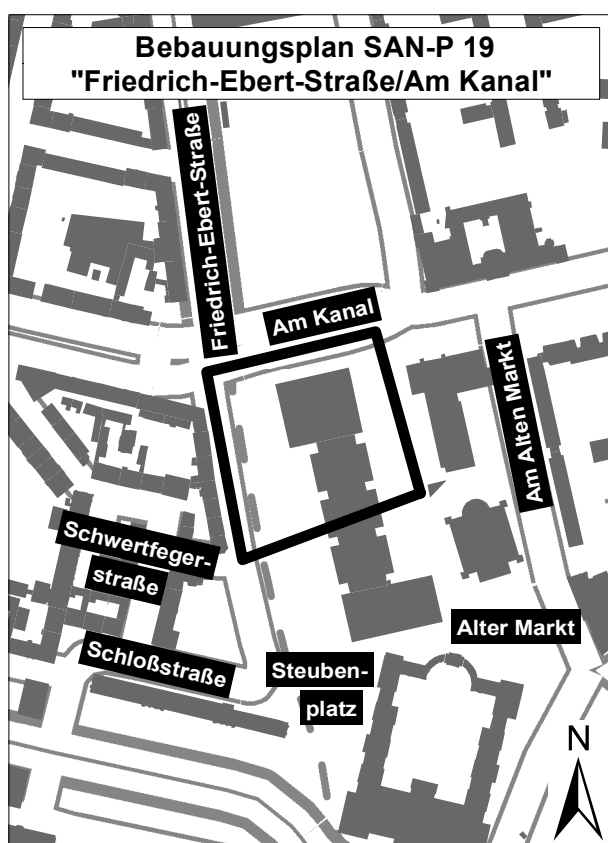 Bebauungsplan SAN-P 19
"Friedrich-Ebert-Straße/Am Kanal"
Friedrich-Ebert-Straße
Am Kanal
Am Alten Markt
Schwertfeger-
straße
Alter Markt
Schloßstraße
Steuben-
platz
N